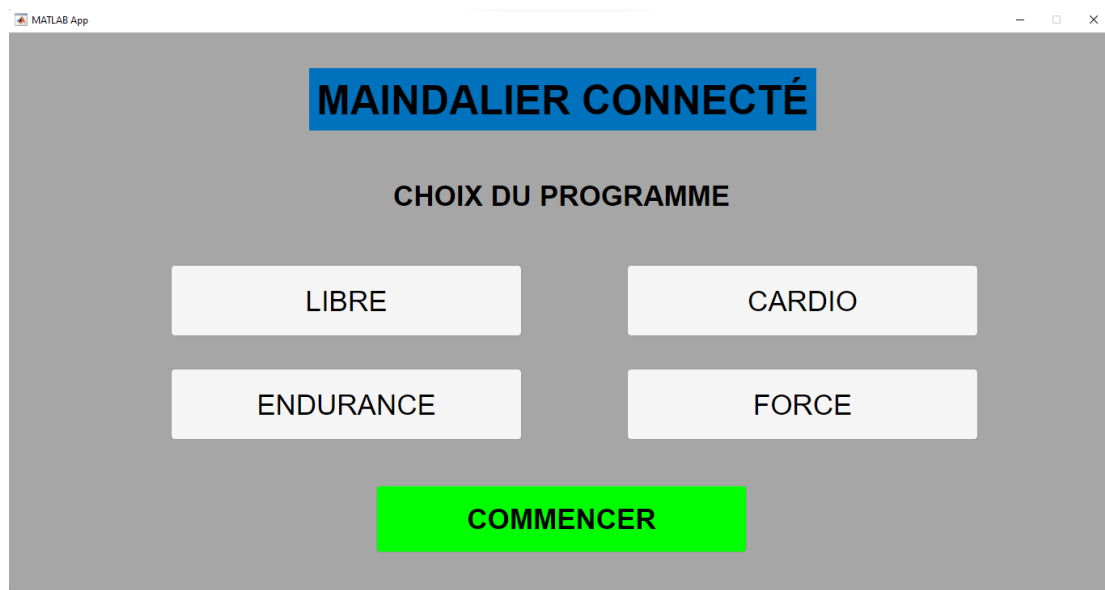 MATLAB App
MAINDALIER CONNECTÉ
CHOIX DU PROGRAMME
LIBRE
CARDIO
ENDURANCE
FORCE
COMMENCER